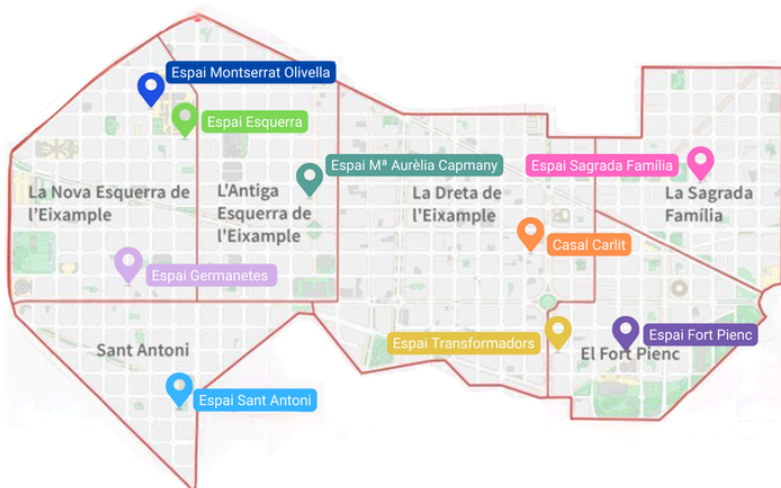 Espai Montserrat Olivella
Espai Esquerra
Espai Mª Aurèlia Capmany
Espai Sagrada Família
La Nova Esquerra de
l'Eixample
L'Antiga
Esquerra de
l'Eixample
La Dreta de
l'Eixample
La Sagrada
Família
Casal Carlit
Espai Germanetes
Espai Transformadors
Espai Fort Pienc
Sant Antoni
El Fort Pienc
Espai Sant Antoni